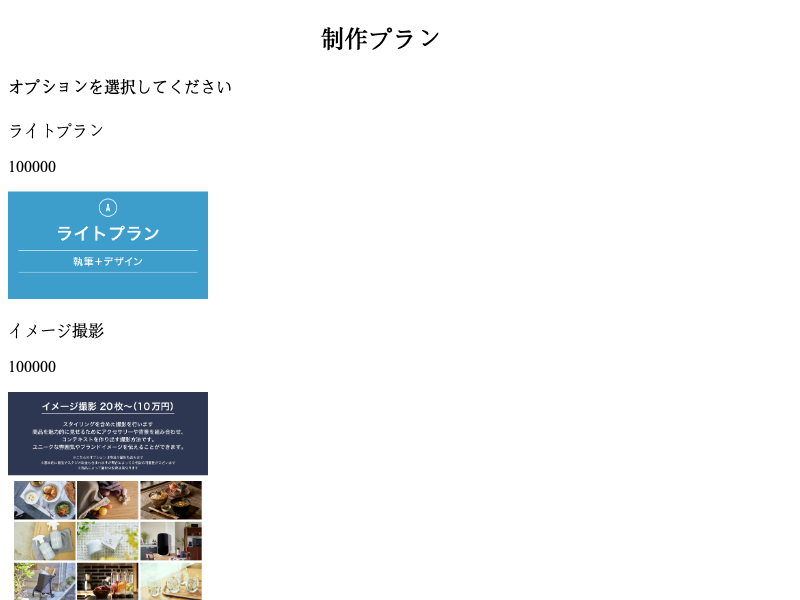 制作プラン
オプションを選択してください
ライトプラン
100000
ライトプラン
執筆＋デザイン
イメージ撮影
100000
イメージ撮影 20枚〜(10万円)
スタイリングを含めた撮影を行います
商品を魅力的に見せるためにアクセサリーや背景を組み合わせ、
コンテキストを作り出す撮影方法です。
ユニークな雰囲気やブランドイメージを伝えることができます。